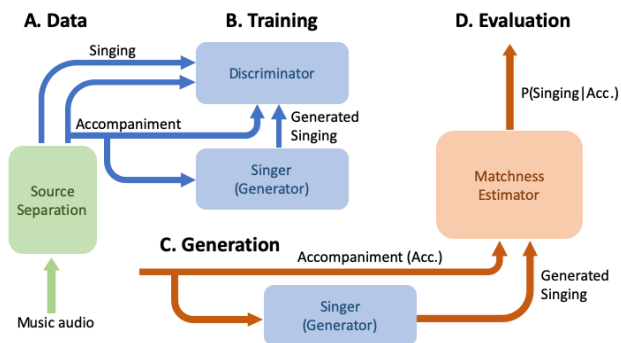 A. Data
B. Training
D. Evaluation
Singing
Discriminator
P(Singing|Acc.)
Accompaniment
Generated
Singing
Source
Separation
Singer
(Generator)
Matchness
Estimator
C. Generation
Accompaniment (Acc.)
Generated
Singing
Singer
(Generator)
Music audio